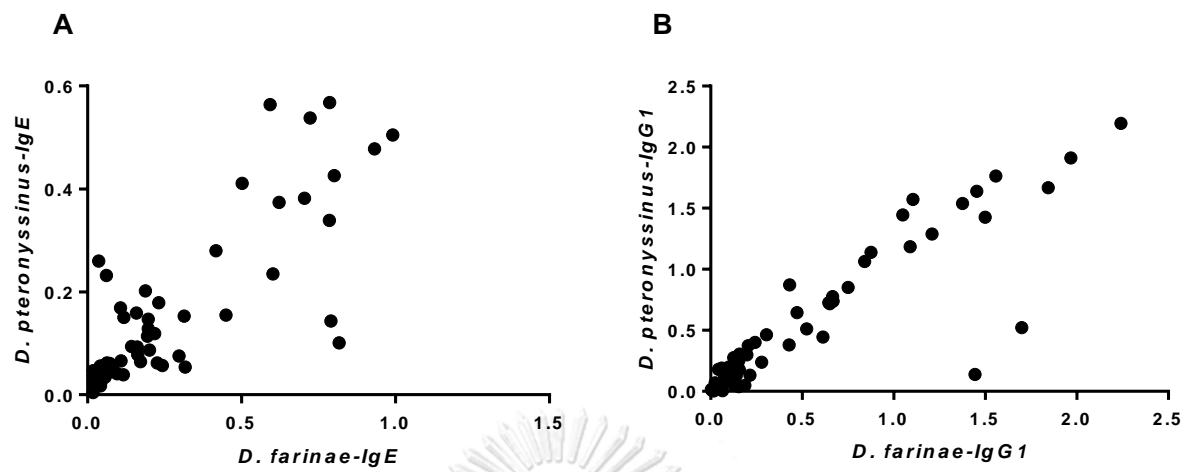 A
B
D. pteronyssinus-IgE
0.6
0.4
0.2
0.0
0.0 0.5 1.0 1.5
D. farinae-IgE
D. pteronyssinus-IgG1
2.5
2.0
1.5
1.0
0.5
0.0
0.0 0.5 1.0 1.5 2.0 2.5
D. farinae-IgG1